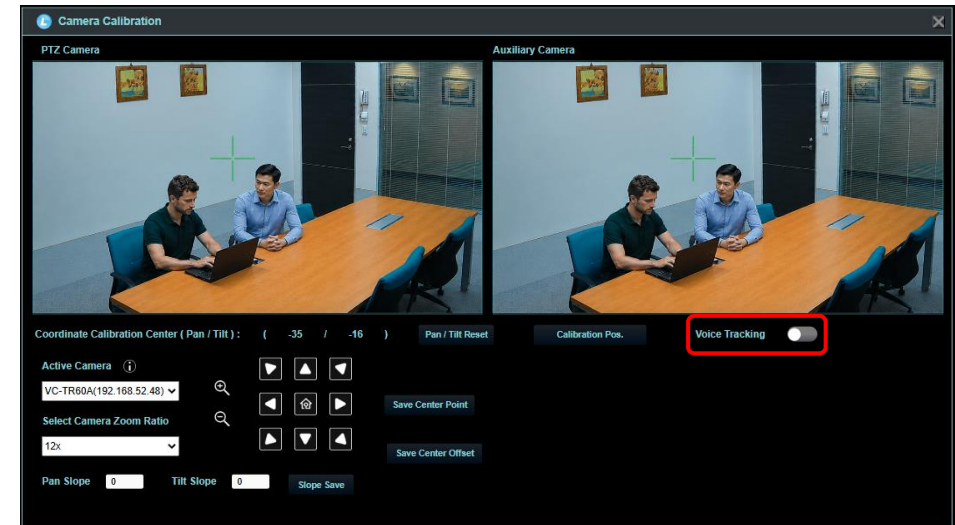 Camera Calibration
PTZ Camera
Auxiliary Camera
Coordinate Calibration Center ( Pan / Tilt ) : ( -35 / -16 )
Pan / Tilt Reset
Calibration Pos.
Voice Tracking
Active Camera
VC-TR60A(192.168.52.48)
Select Camera Zoom Ratio
12x
Save Center Point
Save Center Offset
Pan Slope 0 Tilt Slope 0
Slope Save